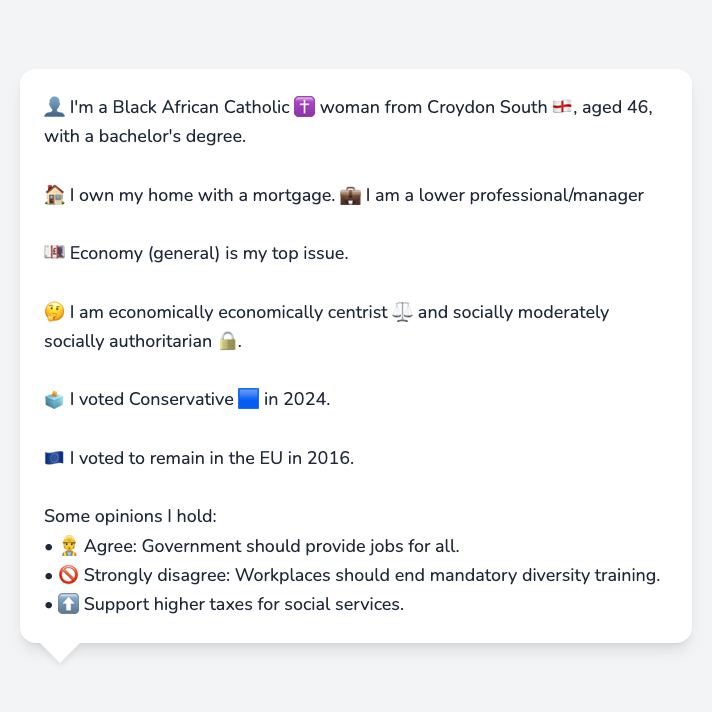 👤 I'm a Black African Catholic ✝️ woman from Croydon South 🏴󠁧󠁢󠁥󠁮󠁧󠁿, aged 46,
with a bachelor's degree.
🏠 I own my home with a mortgage. 💼 I am a lower professional/manager
💷 Economy (general) is my top issue.
🤔 I am economically economically centrist ⚖️ and socially moderately
socially authoritarian 🔒.
🗳️ I voted Conservative 🟦 in 2024.
🇪🇺 I voted to remain in the EU in 2016.
Some opinions I hold:
• 👷 Agree: Government should provide jobs for all.
• 🚫 Strongly disagree: Workplaces should end mandatory diversity training.
• ⬆️ Support higher taxes for social services.